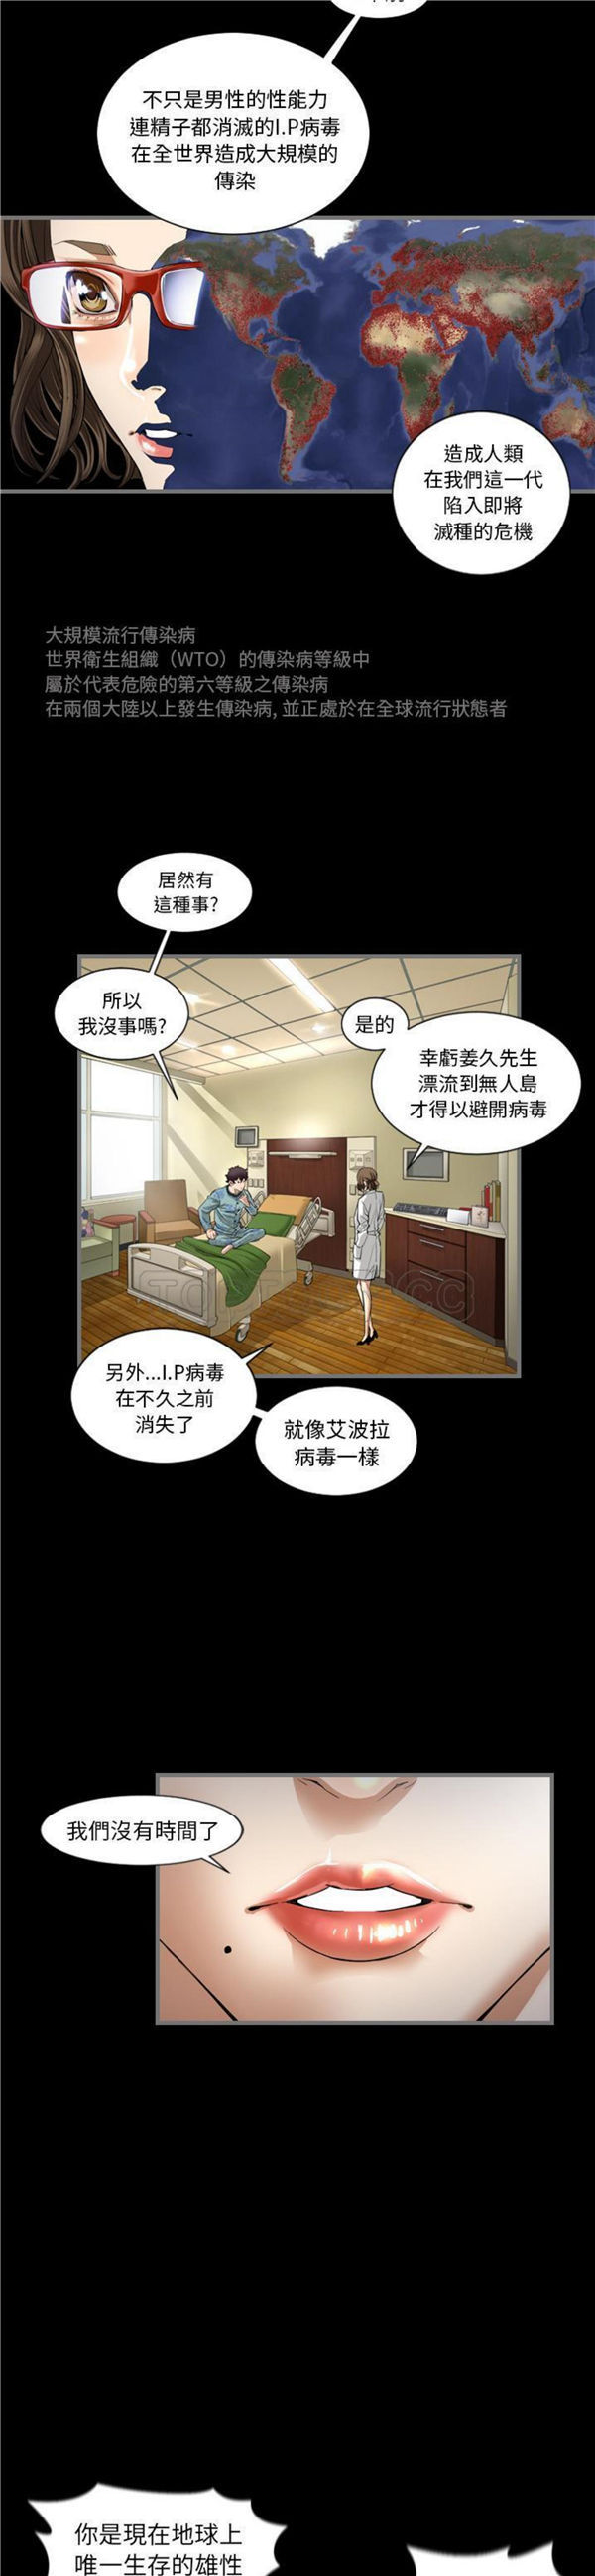 不只是男性的性能力
連精子都消滅的I.P病毒
在全世界造成大規模的
傳染
造成人類
在我們這一代
陷入即將
滅種的危機
大規模流行傳染病
世界衛生組織（WTO）的傳染病等級中
屬於代表危險的第六等級之傳染病
在兩個大陸以上發生傳染病, 並正處於在全球流行狀態者
居然有
這種事?
所以
我沒事嗎?
是的
幸虧姜久先生
漂流到無人島
才得以避開病毒
另外...I.P病毒
在不久之前
消失了
就像艾波拉
病毒一樣
我們沒有時間了
你是現在地球上
唯一生存的雄性